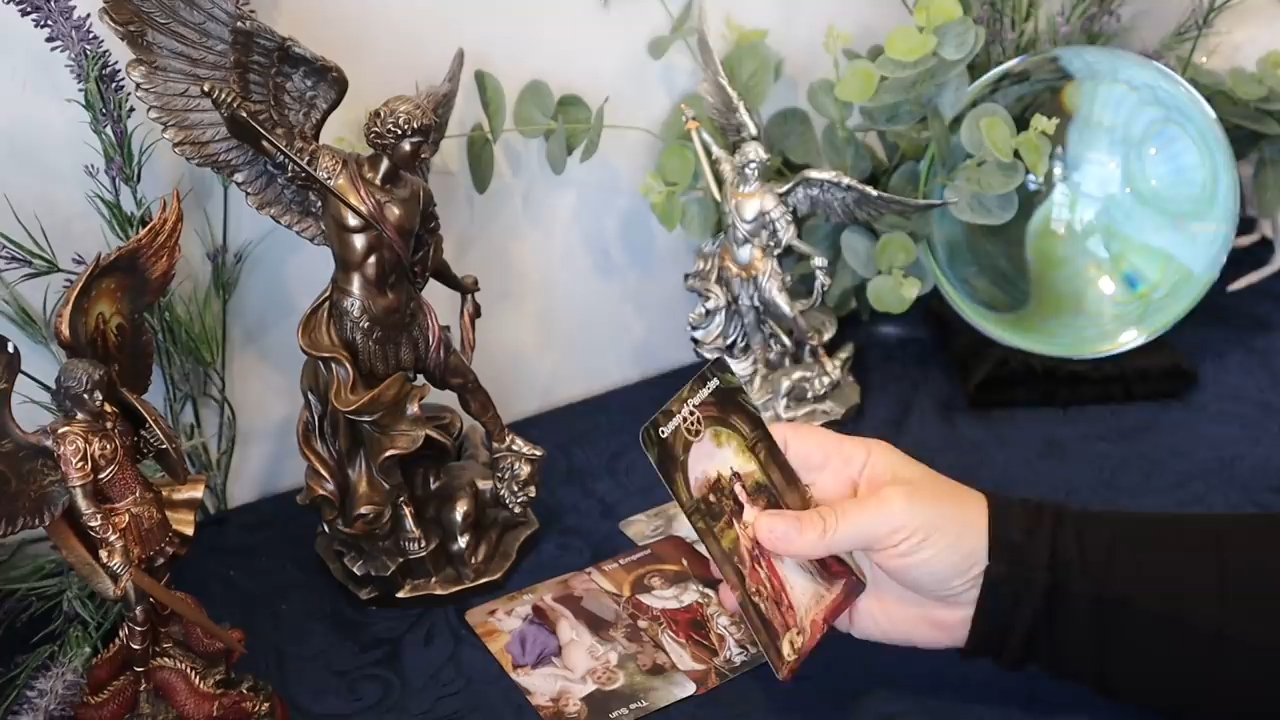 Queen of Pentacles
The Emperor
The Sun